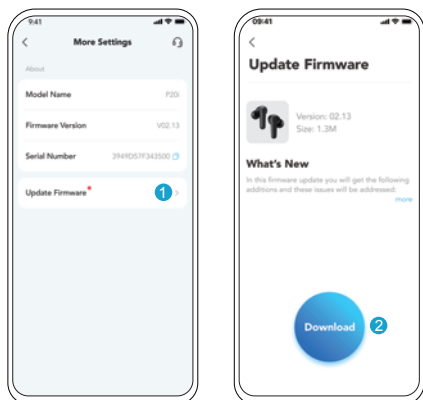 9:41
More Settings
About
Model Name P20i
Firmware Version V02.13
Serial Number 3949D57F343500
Update Firmware* 1
09:41
Update Firmware
Version: 02.13
Size: 1.3M
What's New
In this firmware update you will get the following
additions and these issues will be addressed:
more
Download 2